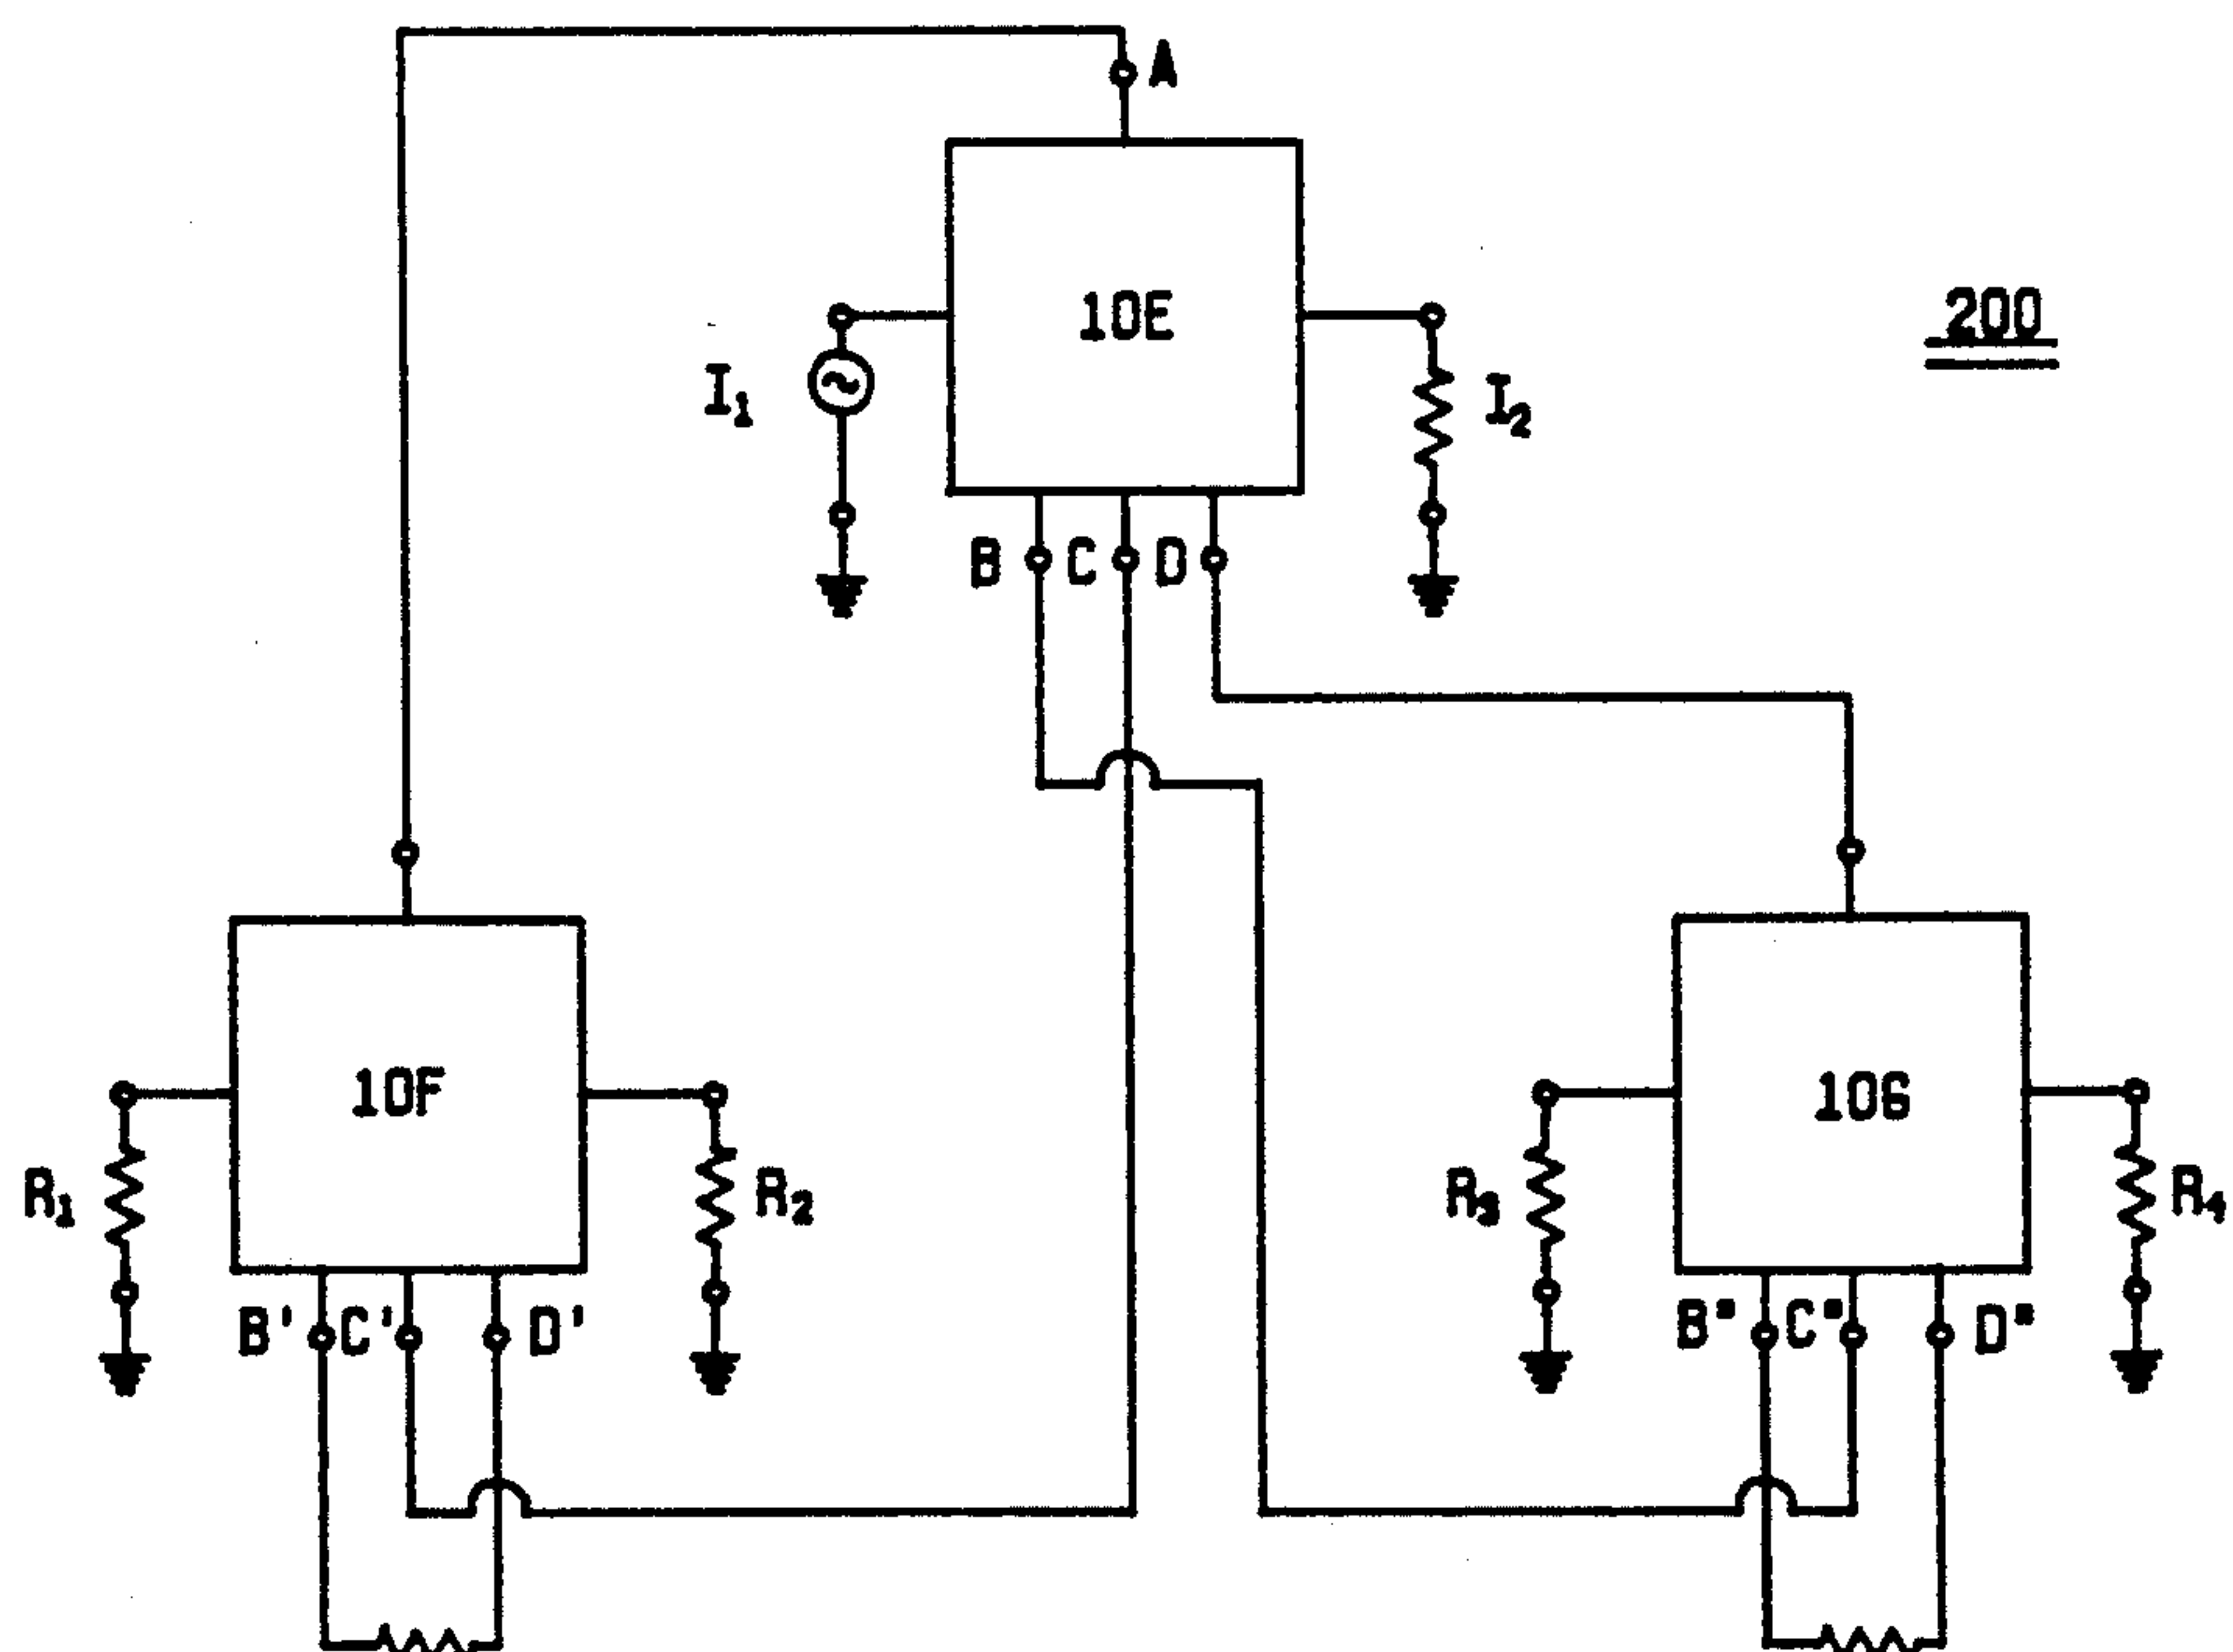 A
10E
200
I1
I2
B C D
10F
10G
R1
R2
R3
R4
B' C' D'
B" C" D"